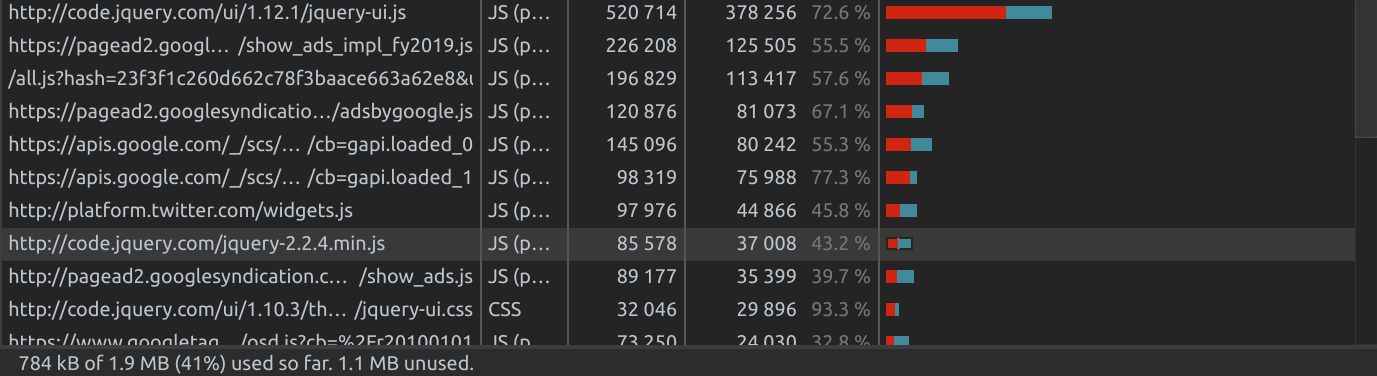 http://code.jquery.com/ui/1.12.1/jquery-ui.js JS (p… 520 714 378 256 72.6 %
https://pagead2.googl… /show_ads_impl_fy2019.js JS (p… 226 208 125 505 55.5 %
/all.js?hash=23f3f1c260d662c78f3baace663a62e8&u JS (p… 196 829 113 417 57.6 %
https://pagead2.googlesyndicatio…/adsbygoogle.js JS (p… 120 876 81 073 67.1 %
https://apis.google.com/_/scs/… /cb=gapi.loaded_0 JS (p… 145 096 80 242 55.3 %
https://apis.google.com/_/scs/… /cb=gapi.loaded_1 JS (p… 98 319 75 988 77.3 %
http://platform.twitter.com/widgets.js JS (p… 97 976 44 866 45.8 %
http://code.jquery.com/jquery-2.2.4.min.js JS (p… 85 578 37 008 43.2 %
http://pagead2.googlesyndication.c… /show_ads.js JS (p… 89 177 35 399 39.7 %
http://code.jquery.com/ui/1.10.3/th… /jquery-ui.css CSS 32 046 29 896 93.3 %
https://www.googletag… /osd.js?cb=%2Fr20100101 JS (p… 73 250 24 030 32.8 %
784 kB of 1.9 MB (41%) used so far. 1.1 MB unused.